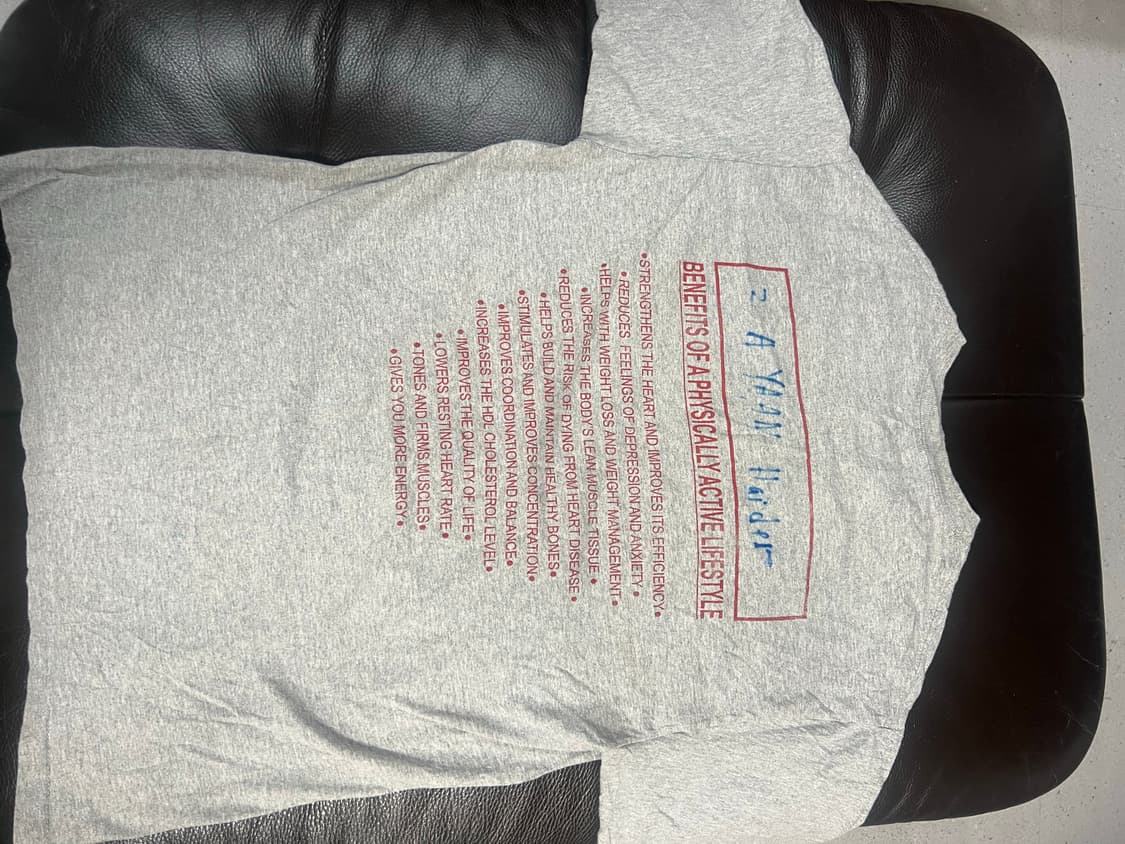 Z A YAAN Haider
BENEFITS OF A PHYSICALLY ACTIVE LIFESTYLE
•STRENGTHENS THE HEART AND IMPROVES ITS EFFICIENCY•
•REDUCES FEELINGS OF DEPRESSION AND ANXIETY•
•HELPS WITH WEIGHT LOSS AND WEIGHT MANAGEMENT•
•INCREASES THE BODY'S LEAN MUSCLE TISSUE•
•REDUCES THE RISK OF DYING FROM HEART DISEASE•
•HELPS BUILD AND MAINTAIN HEALTHY BONES•
•STIMULATES AND IMPROVES CONCENTRATION•
•IMPROVES COORDINATION AND BALANCE•
•INCREASES THE HDL CHOLESTEROL LEVEL•
•IMPROVES THE QUALITY OF LIFE•
•LOWERS RESTING HEART RATE•
•TONES AND FIRMS MUSCLES•
•GIVES YOU MORE ENERGY•